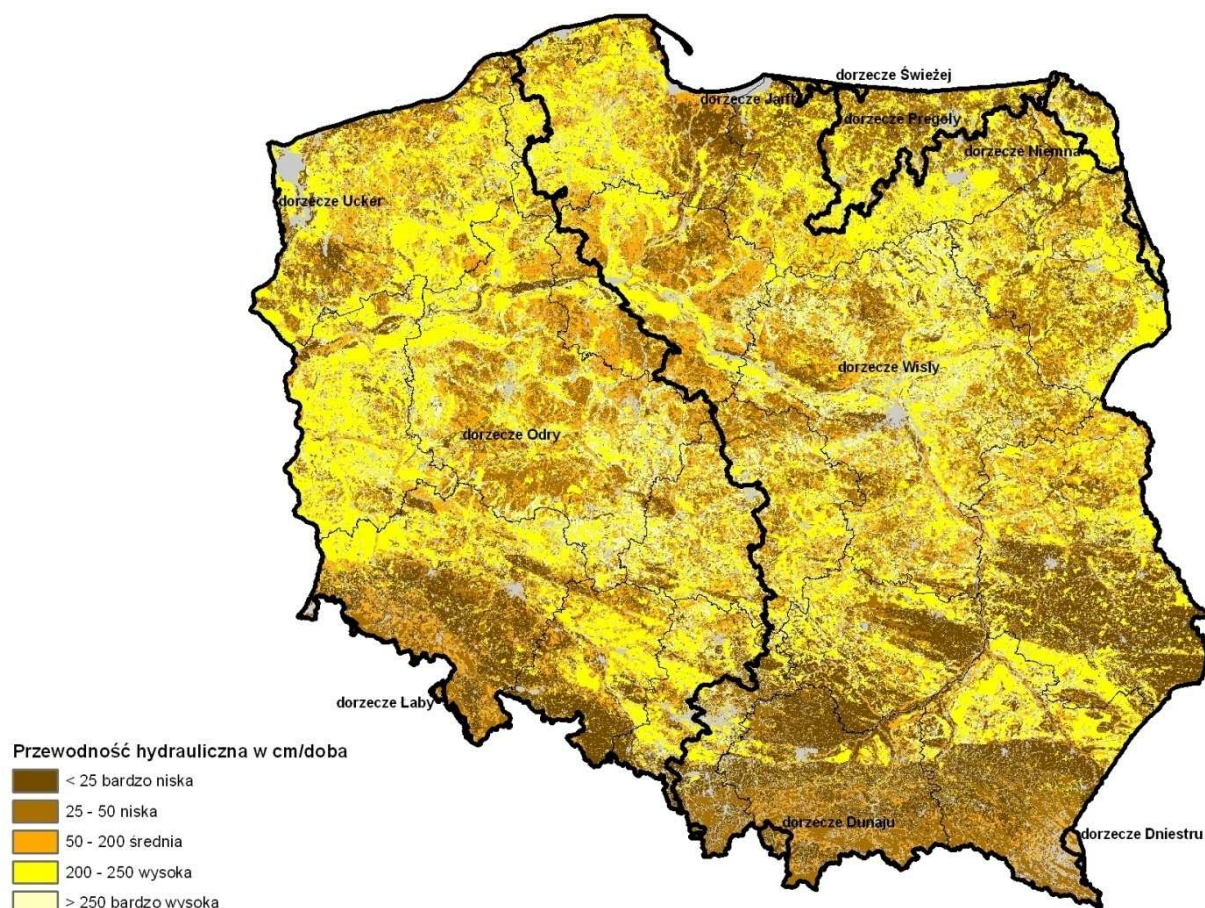 dorzecze Świeżej
dorzecze Jarft
dorzecze Pregoły
dorzecze Niemna
dorzecze Ucker
dorzecze Wisły
dorzecze Odry
dorzecze Łaby
dorzecze Dunaju
dorzecze Dniestru
Przewodność hydrauliczna w cm/doba
< 25 bardzo niska
25 - 50 niska
50 - 200 średnia
200 - 250 wysoka
> 250 bardzo wysoka